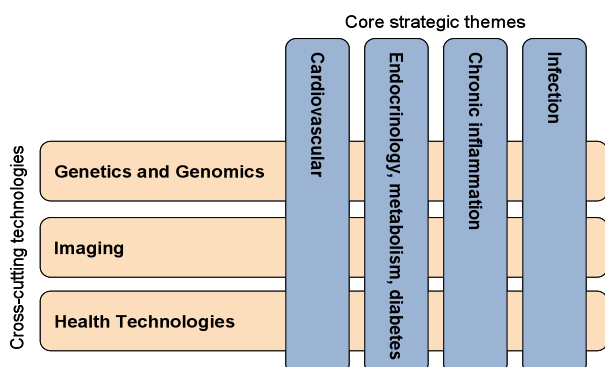 Core strategic themes
Cardiovascular
Endocrinology, metabolism, diabetes
Chronic inflammation
Infection
Cross-cutting technologies
Genetics and Genomics
Imaging
Health Technologies